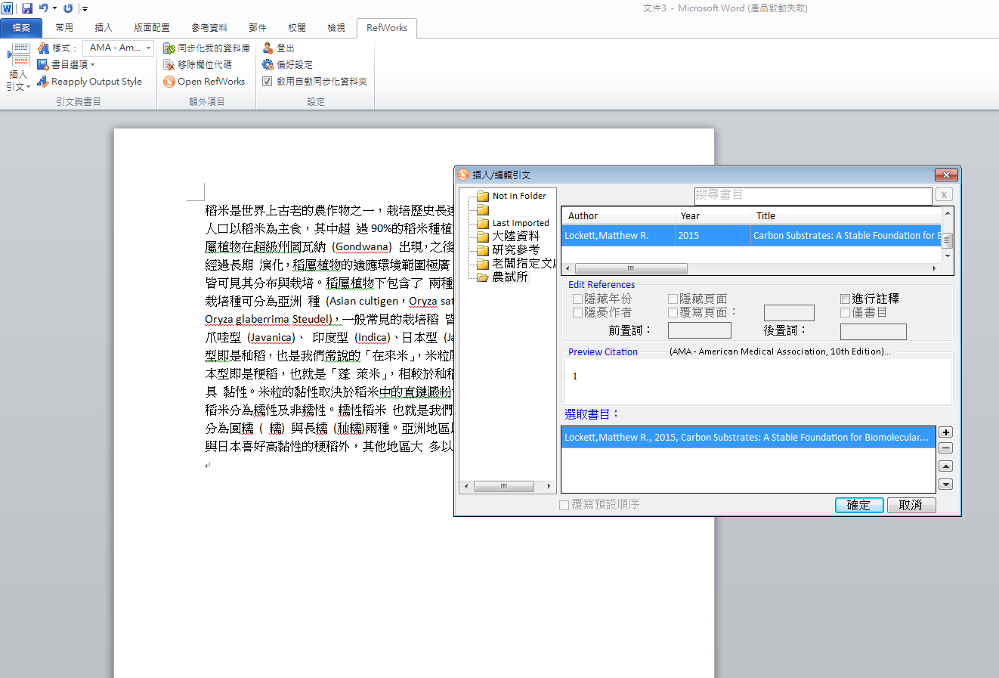 文件3 - Microsoft Word (產品啟動失敗)
檔案 常用 插入 版面配置 參考資料 郵件 校閱 檢視 RefWorks
插入
引文
樣式： AMA - Am...
書目選項
Reapply Output Style
引文與書目
同步化我的資料庫
移除欄位代碼
Open RefWorks
額外項目
登出
偏好設定
啟用自動同步化資料夾
設定
稻米是世界上古老的農作物之一，栽培歷史長達
人口以稻米為主食，其中超 過 90%的稻米種植
屬植物在超級州岡瓦納 (Gondwana) 出現，之後
經過長期 演化，稻屬植物的適應環境範圍極廣
皆可見其分布與栽培。稻屬植物下包含了 兩種
栽培種可分為亞洲 種 (Asian cultigen，Oryza sat
Oryza glaberrima Steudel)，一般常見的栽培稻 皆
爪哇型 (Javanica)、 印度型 (Indica)、日本型 (Ja
型即是秈稻，也是我們常說的「在來米」，米粒
本型即是稉稻，也就是「蓬 萊米」，相較於秈稻
具 黏性。米粒的黏性取決於稻米中的直鏈澱粉
稻米分為糯性及非糯性。糯性稻米 也就是我們
分為圓糯 ( 糯) 與長糯 (秈糯)兩種。亞洲地區
與日本喜好高黏性的稉稻外，其他地區大 多以
插入/編輯引文
Not in Folder
Last Imported
大陸資料
研究參考
老闆指定文
農試所
搜尋書目 X
Author Year Title
Lockett,Matthew R. 2015 Carbon Substrates: A Stable Foundation for
Edit References
隱藏年份 隱藏頁面 進行註釋
隱憂作者 覆寫頁面： 僅書目
前置詞： 後置詞：
Preview Citation (AMA - American Medical Association, 10th Edition)...
1
選取書目：
Lockett,Matthew R., 2015, Carbon Substrates: A Stable Foundation for Biomolecular...
覆寫預設順序 確定 取消